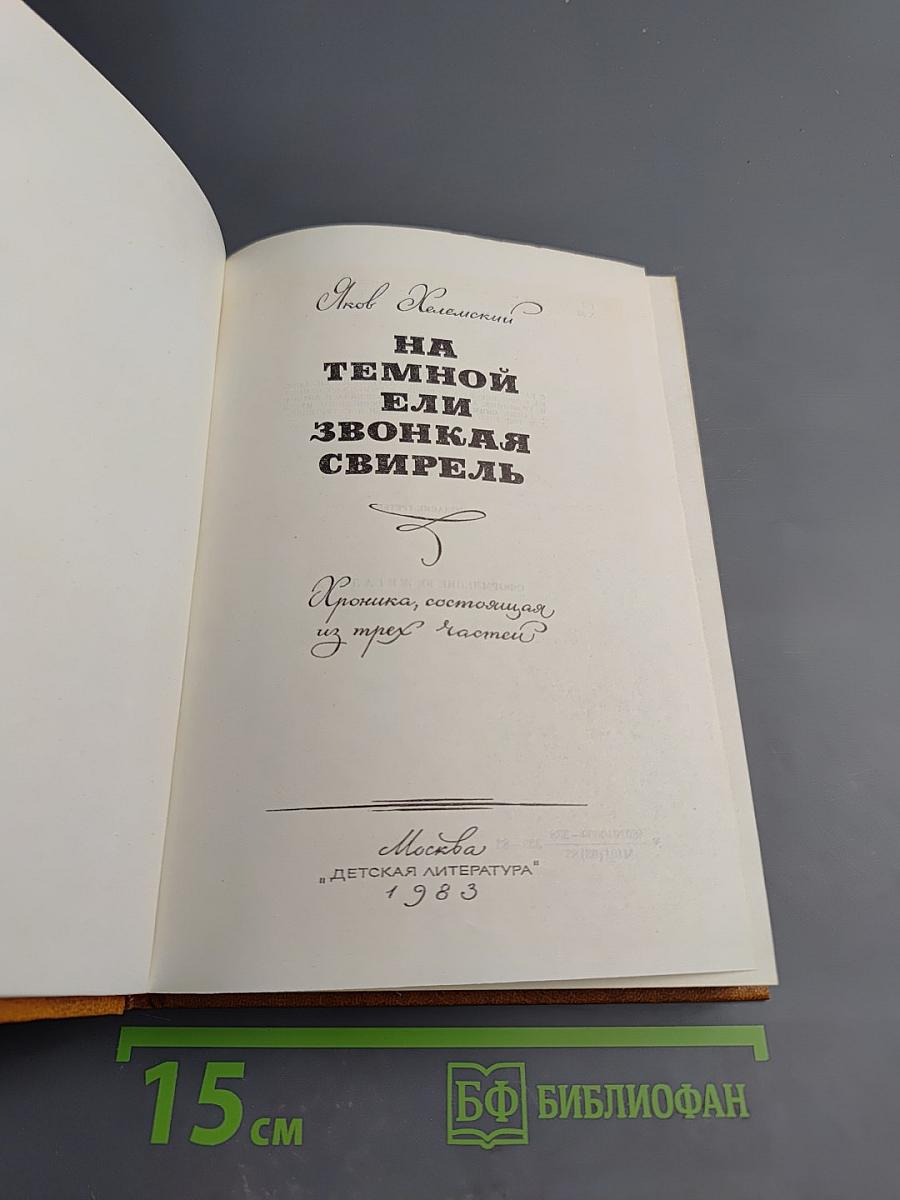 Яков Хелемский
НА
ТЕМНОЙ
ЕЛИ
ЗВОНКАЯ
СВИРЕЛЬ
Хроника, состоящая
из трех частей
Москва
"ДЕТСКАЯ ЛИТЕРАТУРА"
1983
15 см
БФ БИБЛИОФАН